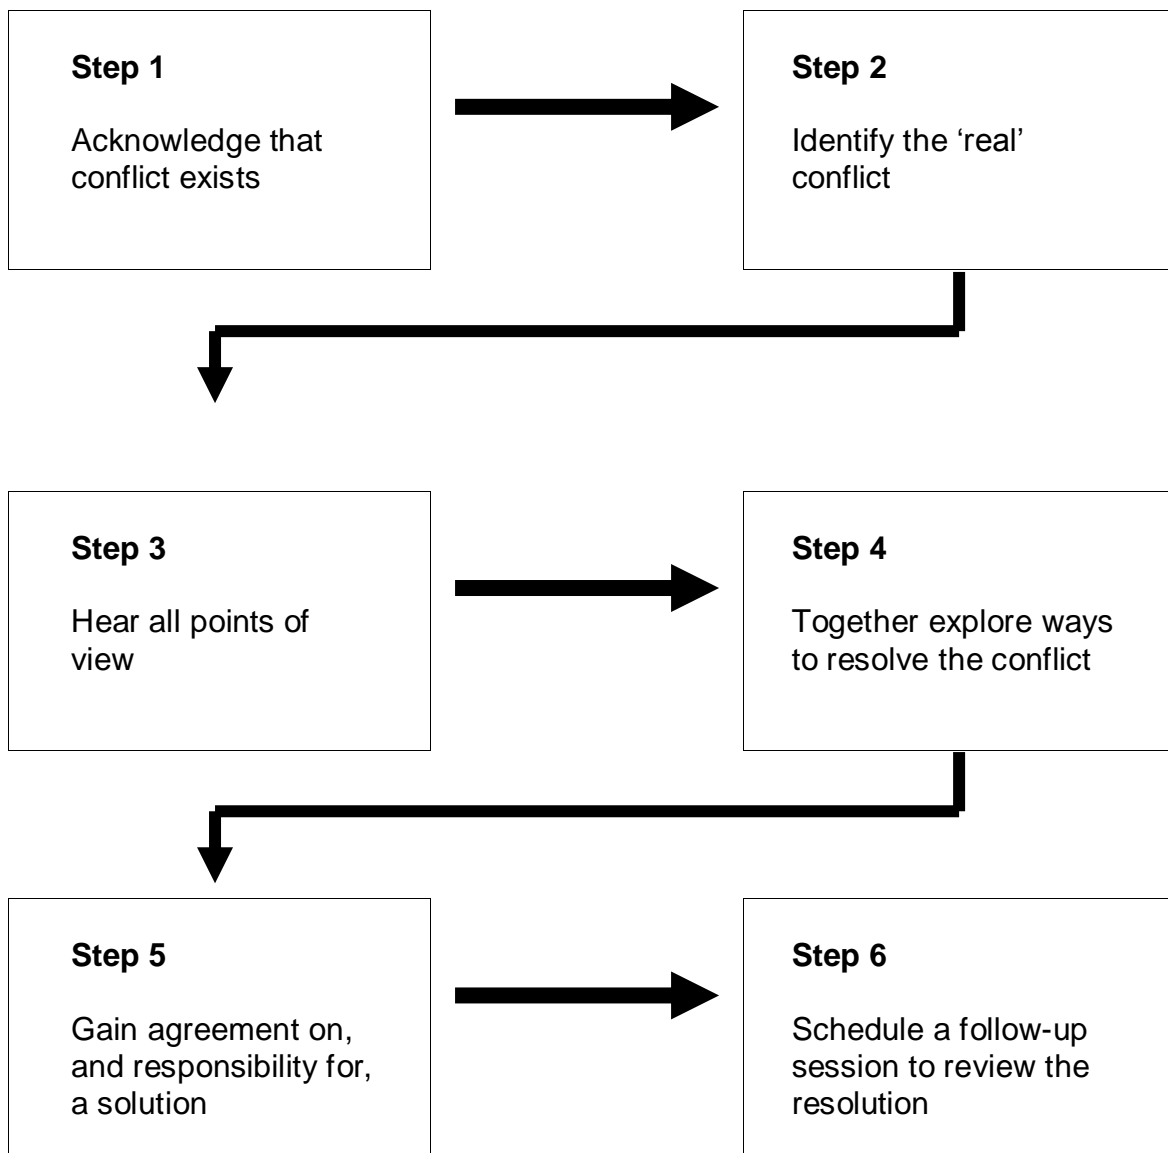 Step 1
Acknowledge that
conflict exists
Step 2
Identify the ‘real’
conflict
Step 3
Hear all points of
view
Step 4
Together explore ways
to resolve the conflict
Step 5
Gain agreement on,
and responsibility for,
a solution
Step 6
Schedule a follow-up
session to review the
resolution